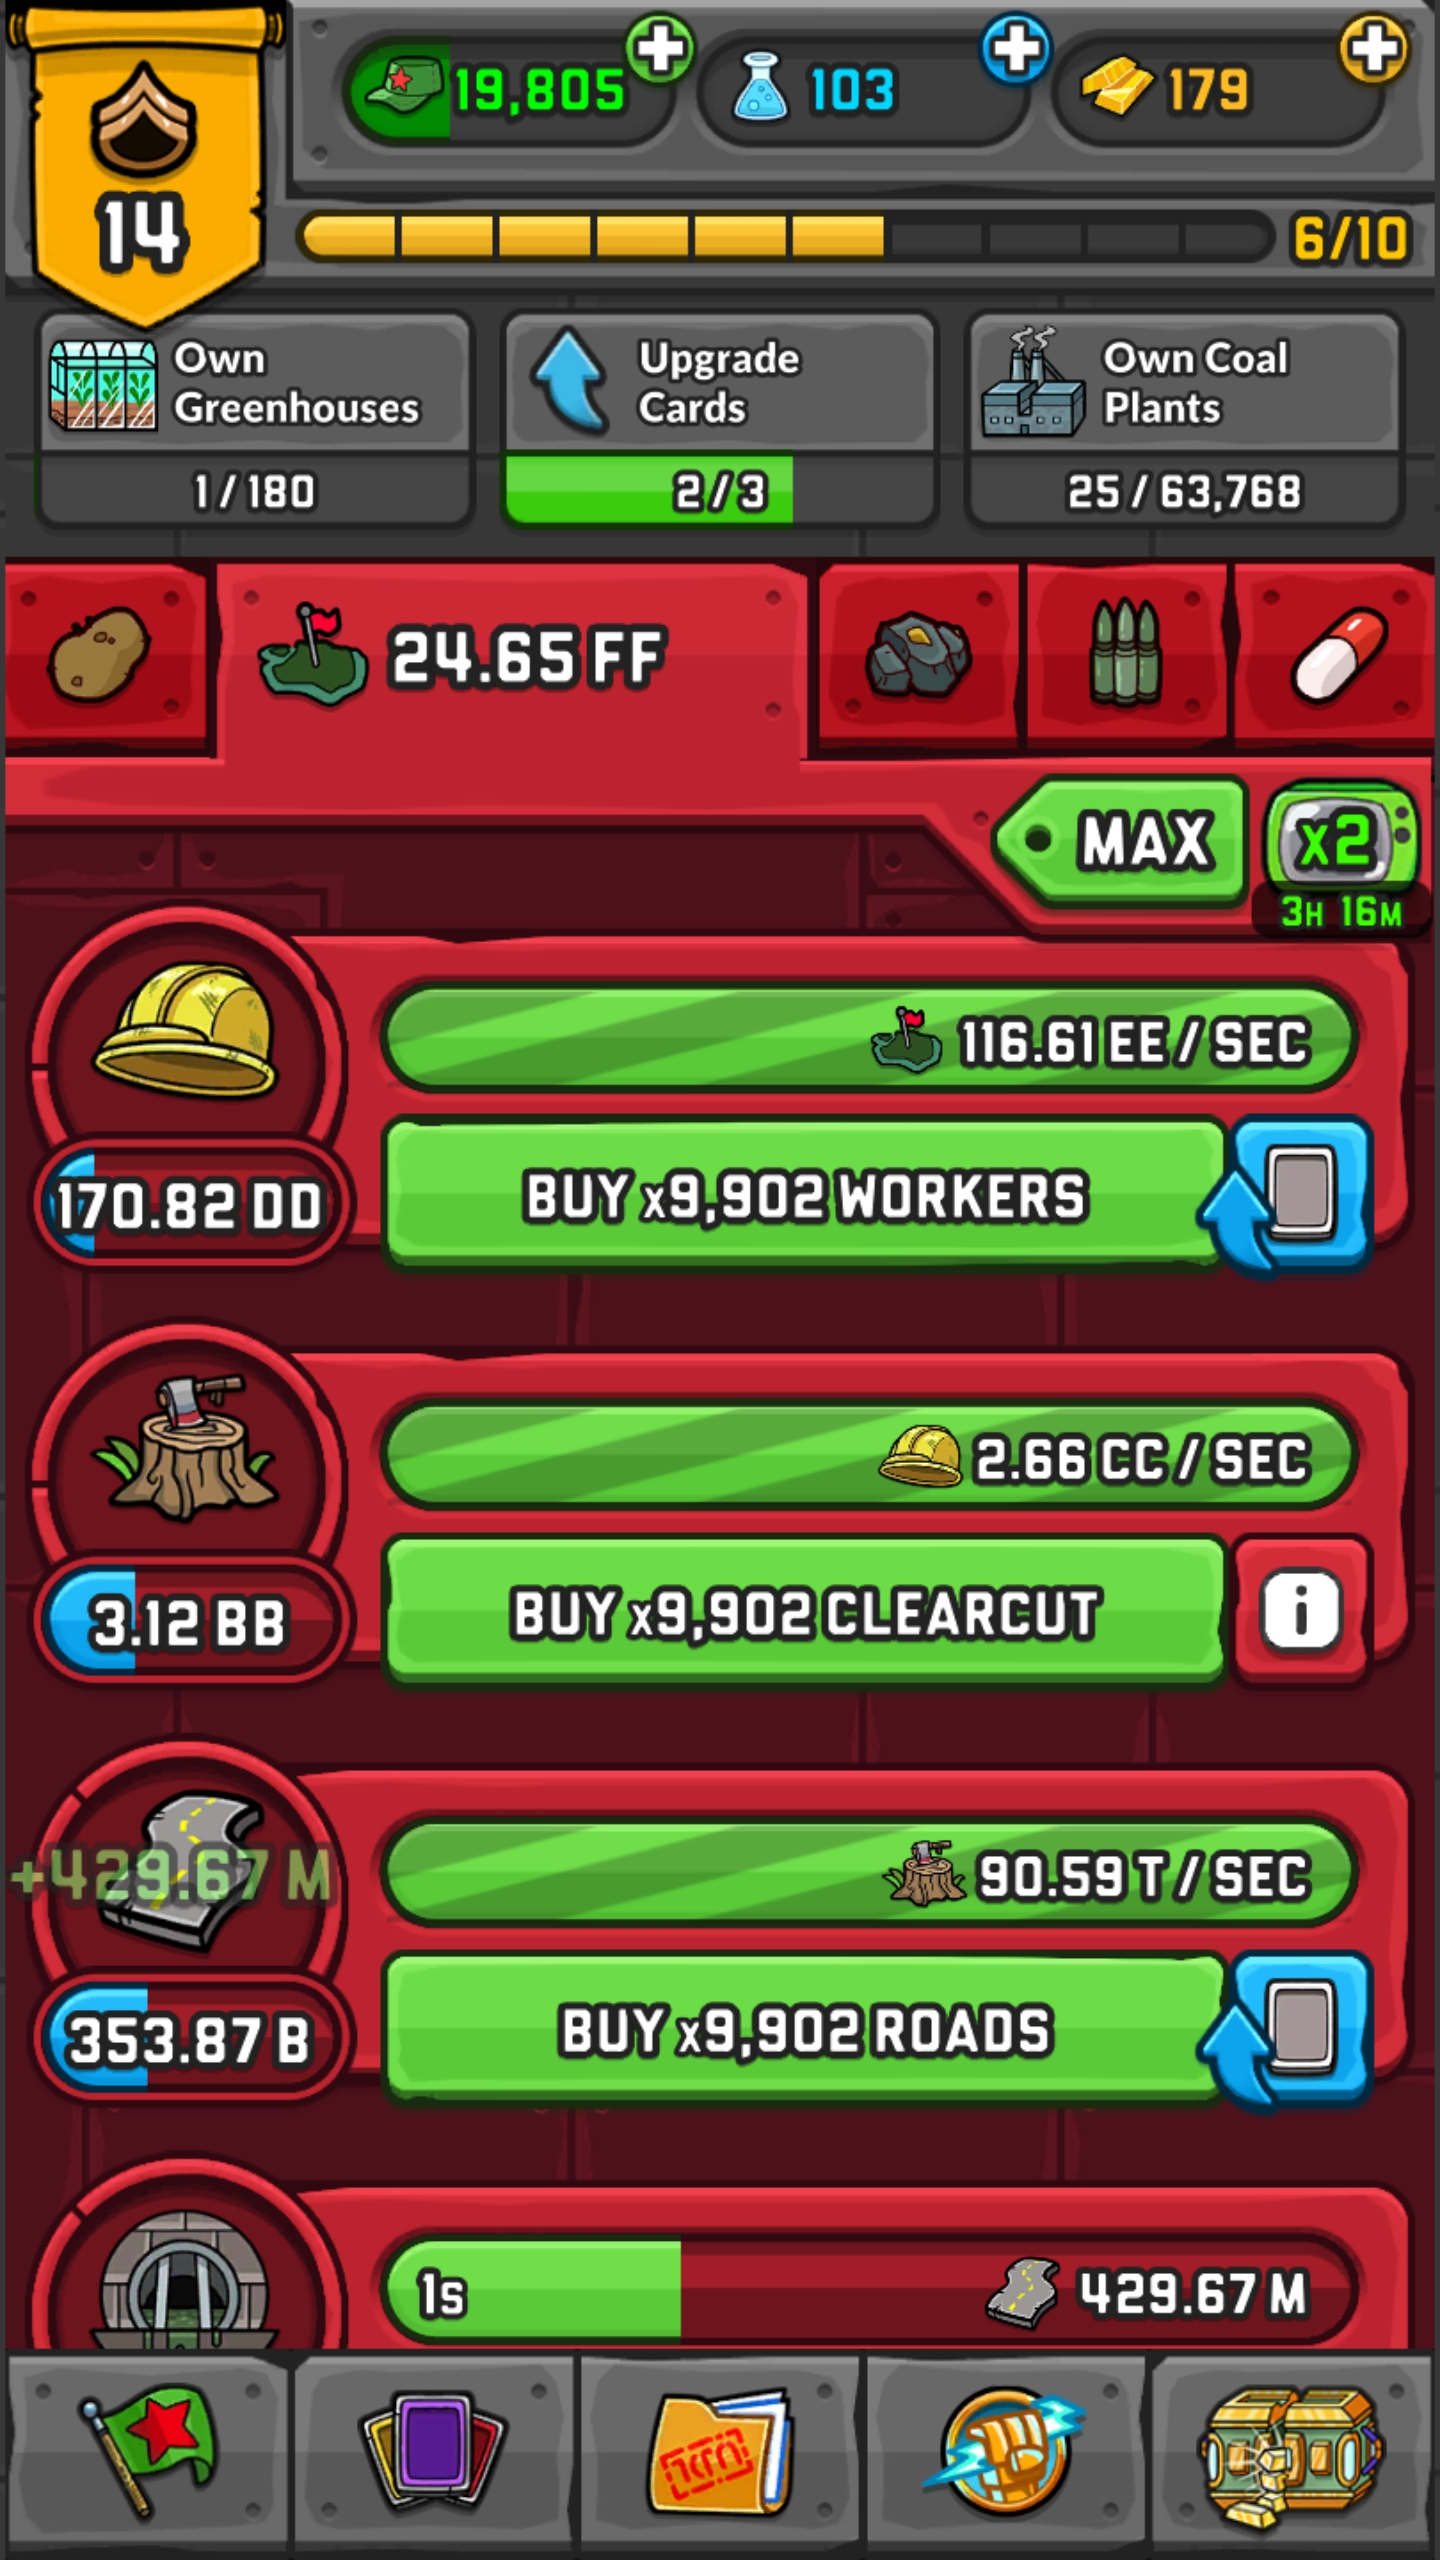 19,805
103
179
14
6/10
Own
Greenhouses
1/180
Upgrade
Cards
2/3
Own Coal
Plants
25/63,768
24.65 FF
MAX
x2
3H 16M
116.61 EE / SEC
170.82 DD
BUY x9,902 WORKERS
2.66 CC / SEC
3.12 BB
BUY x9,902 CLEARCUT
i
+429.67 M
90.59 T / SEC
353.87 B
BUY x9,902 ROADS
1s
429.67 M